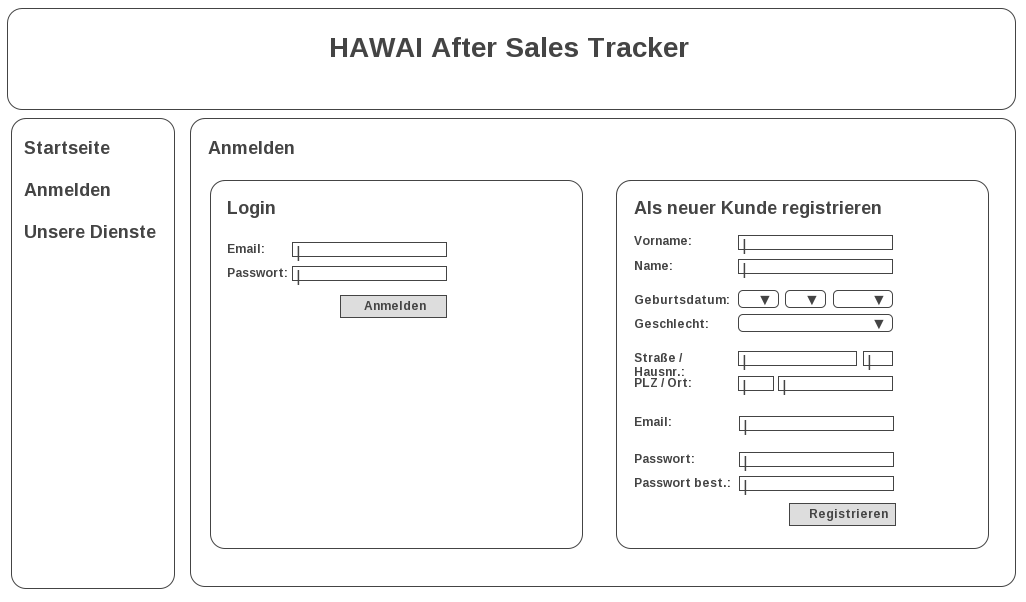 HAWAI After Sales Tracker
Startseite
Anmelden
Unsere Dienste
Anmelden
Login
Email:
Passwort:
Anmelden
Als neuer Kunde registrieren
Vorname:
Name:
Geburtsdatum:
Geschlecht:
Straße /
Hausnr.:
PLZ / Ort:
Email:
Passwort:
Passwort best.:
Registrieren